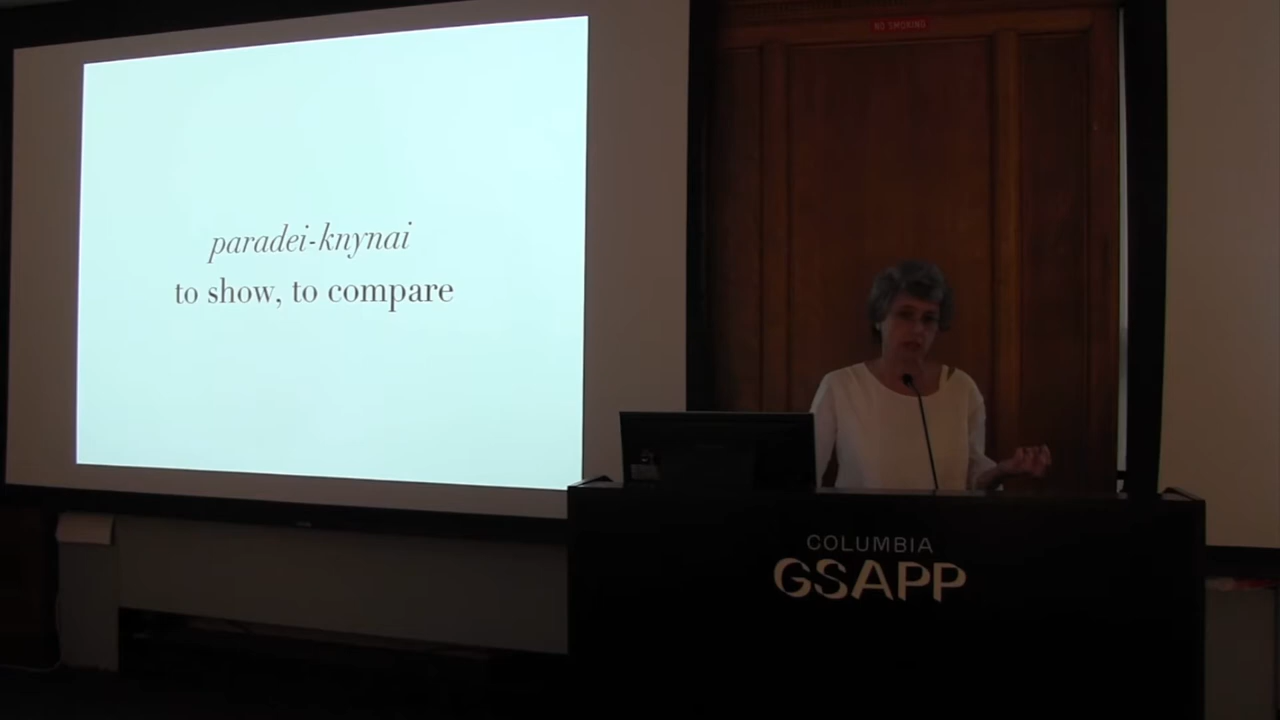 NO SMOKING
paradei-knynai
to show, to compare
COLUMBIA
GSAPP